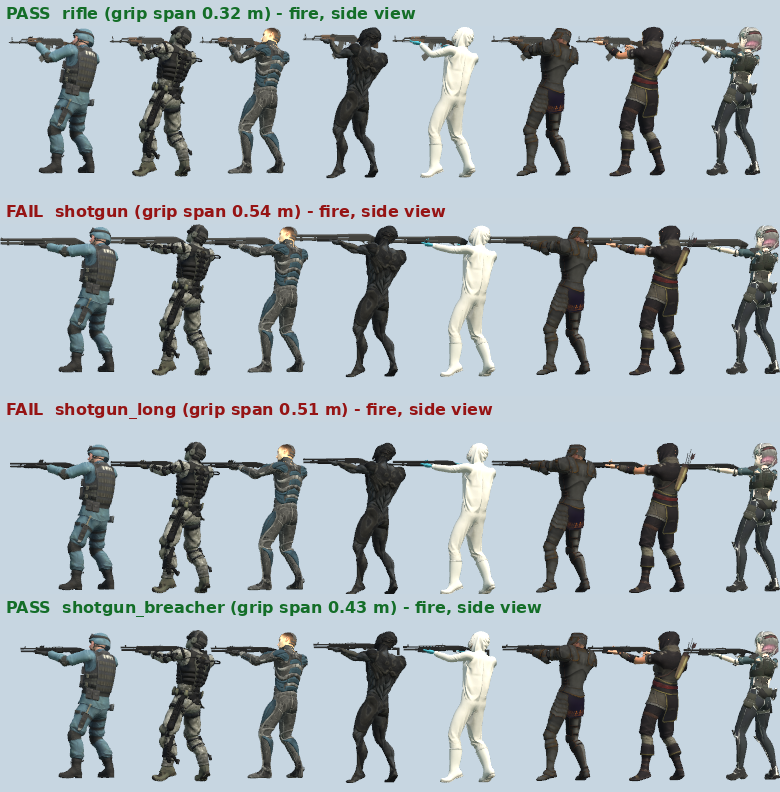 PASS rifle (grip span 0.32 m) - fire, side view
FAIL shotgun (grip span 0.54 m) - fire, side view
FAIL shotgun_long (grip span 0.51 m) - fire, side view
PASS shotgun_breacher (grip span 0.43 m) - fire, side view